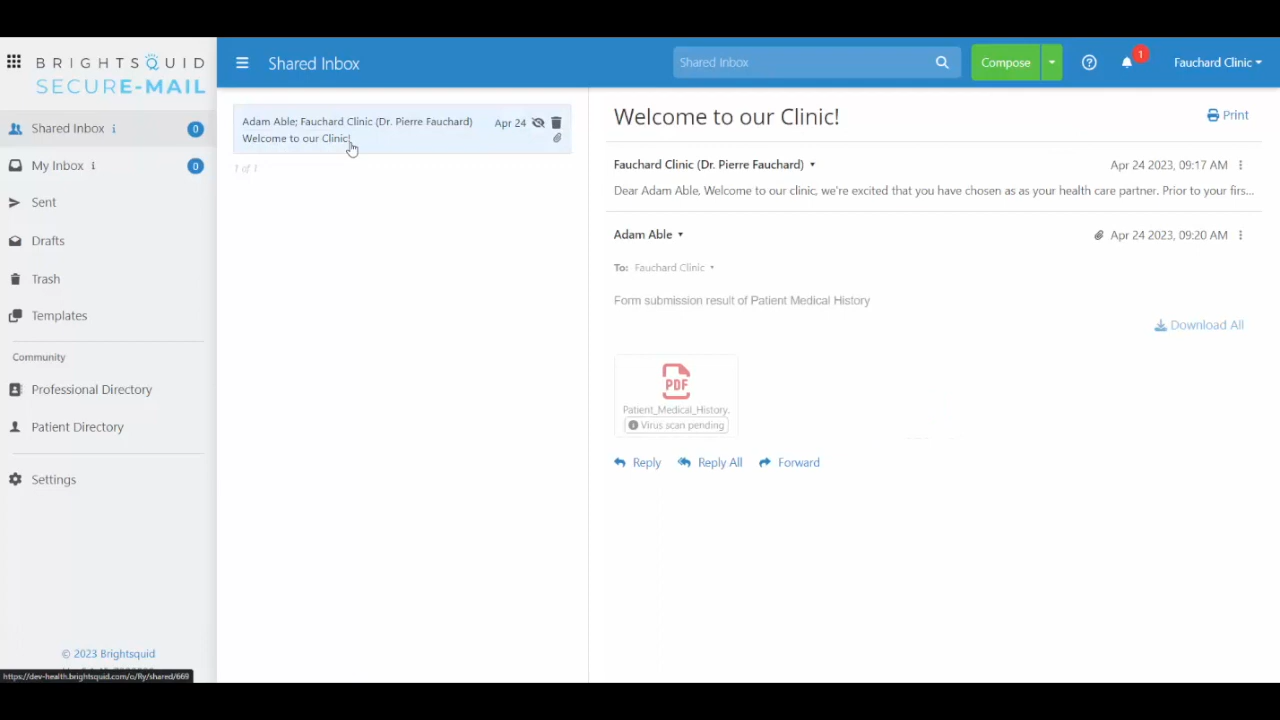 BRIGHTSQUID
SECURE-MAIL
Shared Inbox
Shared Inbox
Compose
1
Fauchard Clinic
Shared Inbox
0
My Inbox
0
Sent
Drafts
Trash
Templates
Community
Professional Directory
Patient Directory
Settings
© 2023 Brightsquid
https://dev-health.brightsquid.com/o/fly/shared/669
Adam Able; Fauchard Clinic (Dr. Pierre Fauchard) Apr 24
Welcome to our Clinic!
1 of 1
Welcome to our Clinic!
Print
Fauchard Clinic (Dr. Pierre Fauchard) Apr 24 2023, 09:17 AM
Dear Adam Able, Welcome to our clinic, we're excited that you have chosen as as your health care partner. Prior to your firs...
Adam Able Apr 24 2023, 09:20 AM
To: Fauchard Clinic
Form submission result of Patient Medical History
Download All
PDF
Patient_Medical_History.
Virus scan pending
Reply Reply All Forward